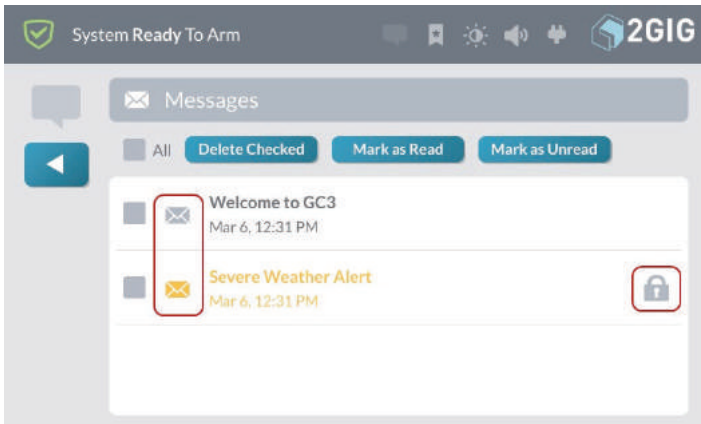 System Ready To Arm
2GIG
Messages
All Delete Checked Mark as Read Mark as Unread
Welcome to GC3
Mar 6, 12:31 PM
Severe Weather Alert
Mar 6, 12:31 PM